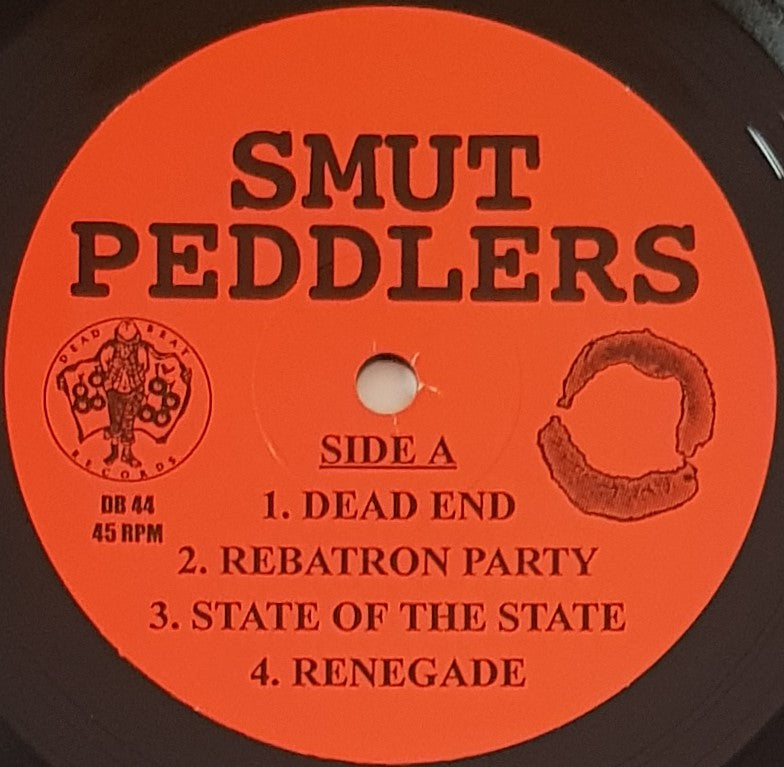 SMUT
PEDDLERS
DEAD BEAT
RECORDS
DB 44
45 RPM
SIDE A
1. DEAD END
2. REBATRON PARTY
3. STATE OF THE STATE
4. RENEGADE